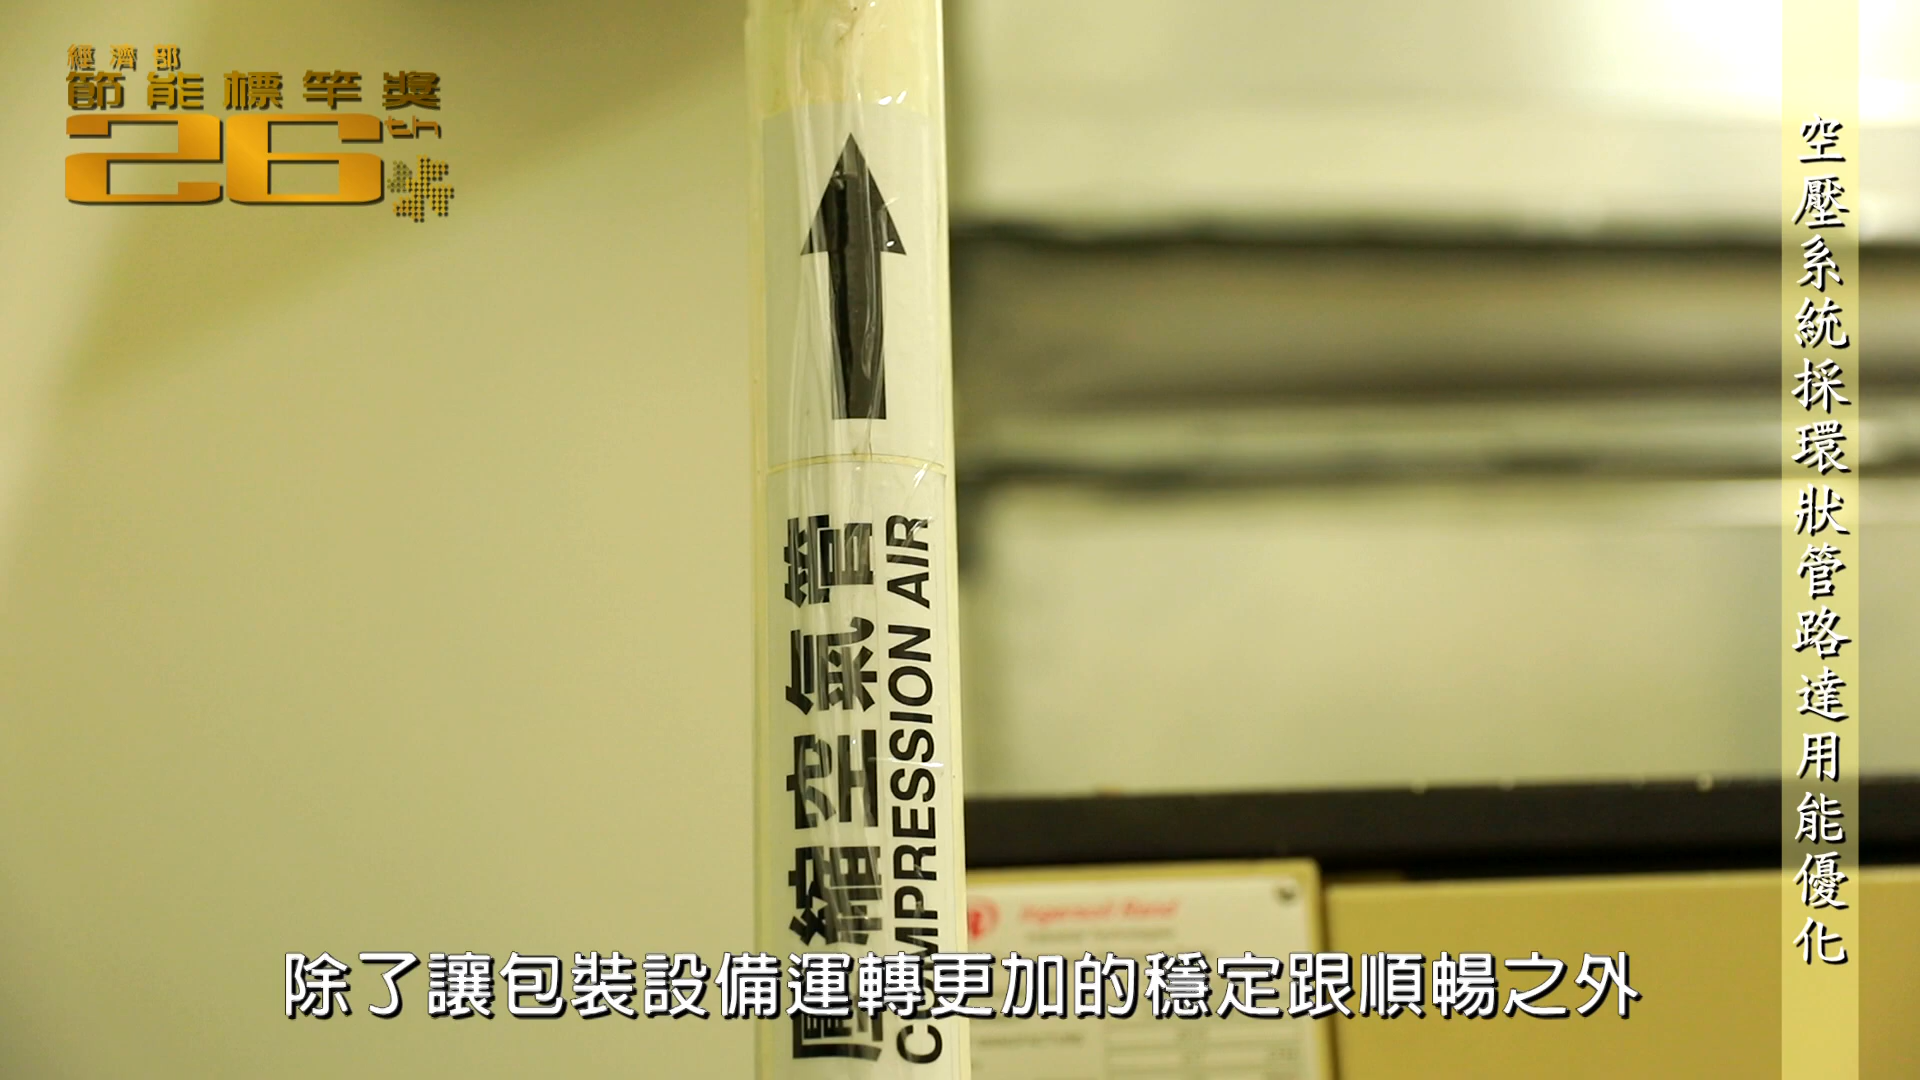 經濟部
節能標竿獎
26th
空壓系統採環狀管路達用能優化
壓縮空氣管
COMPRESSION AIR
Ingersoll Rand
除了讓包裝設備運轉更加的穩定跟順暢之外